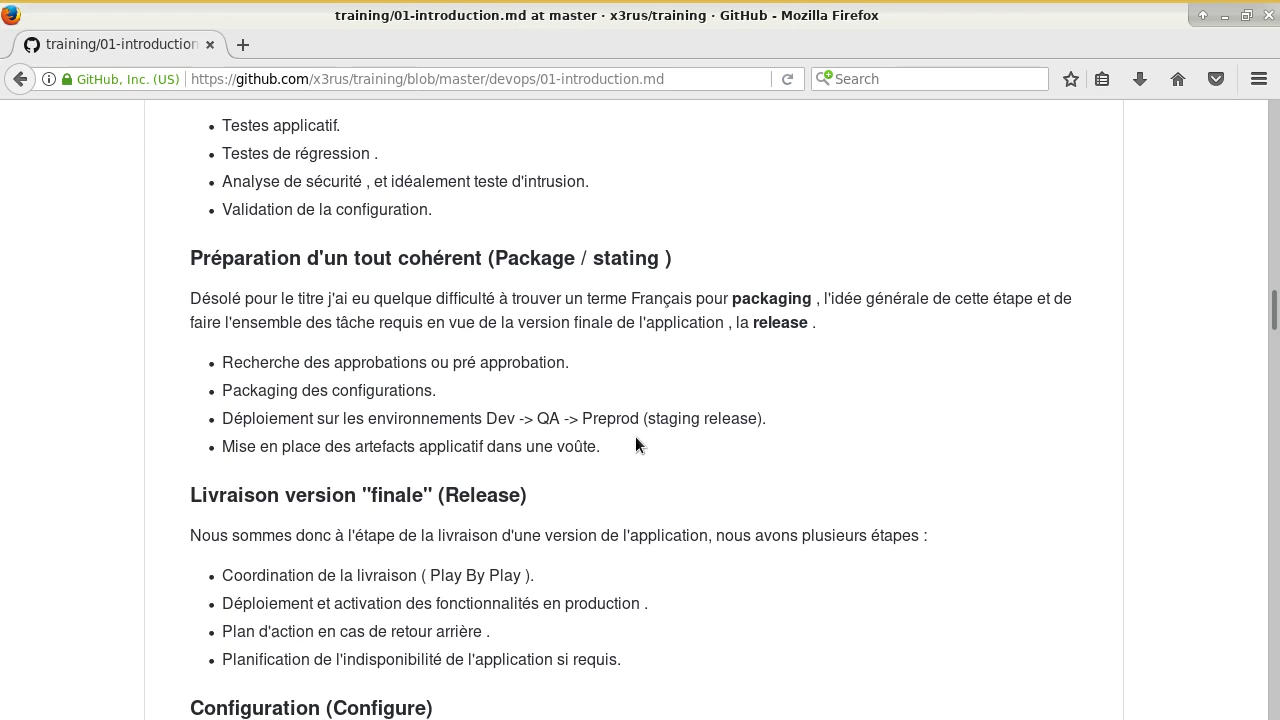 training/01-introduction.md at master · x3rus/training · GitHub - Mozilla Firefox
training/01-introduction
GitHub, Inc. (US) https://github.com/x3rus/training/blob/master/devops/01-introduction.md Search
Testes applicatif.
Testes de régression .
Analyse de sécurité , et idéalement teste d'intrusion.
Validation de la configuration.
Préparation d'un tout cohérent (Package / stating )
Désolé pour le titre j'ai eu quelque difficulté à trouver un terme Français pour packaging , l'idée générale de cette étape et de
faire l'ensemble des tâche requis en vue de la version finale de l'application , la release .
Recherche des approbations ou pré approbation.
Packaging des configurations.
Déploiement sur les environnements Dev -> QA -> Preprod (staging release).
Mise en place des artefacts applicatif dans une voûte.
Livraison version "finale" (Release)
Nous sommes donc à l'étape de la livraison d'une version de l'application, nous avons plusieurs étapes :
Coordination de la livraison ( Play By Play ).
Déploiement et activation des fonctionnalités en production .
Plan d'action en cas de retour arrière .
Planification de l'indisponibilité de l'application si requis.
Configuration (Configure)